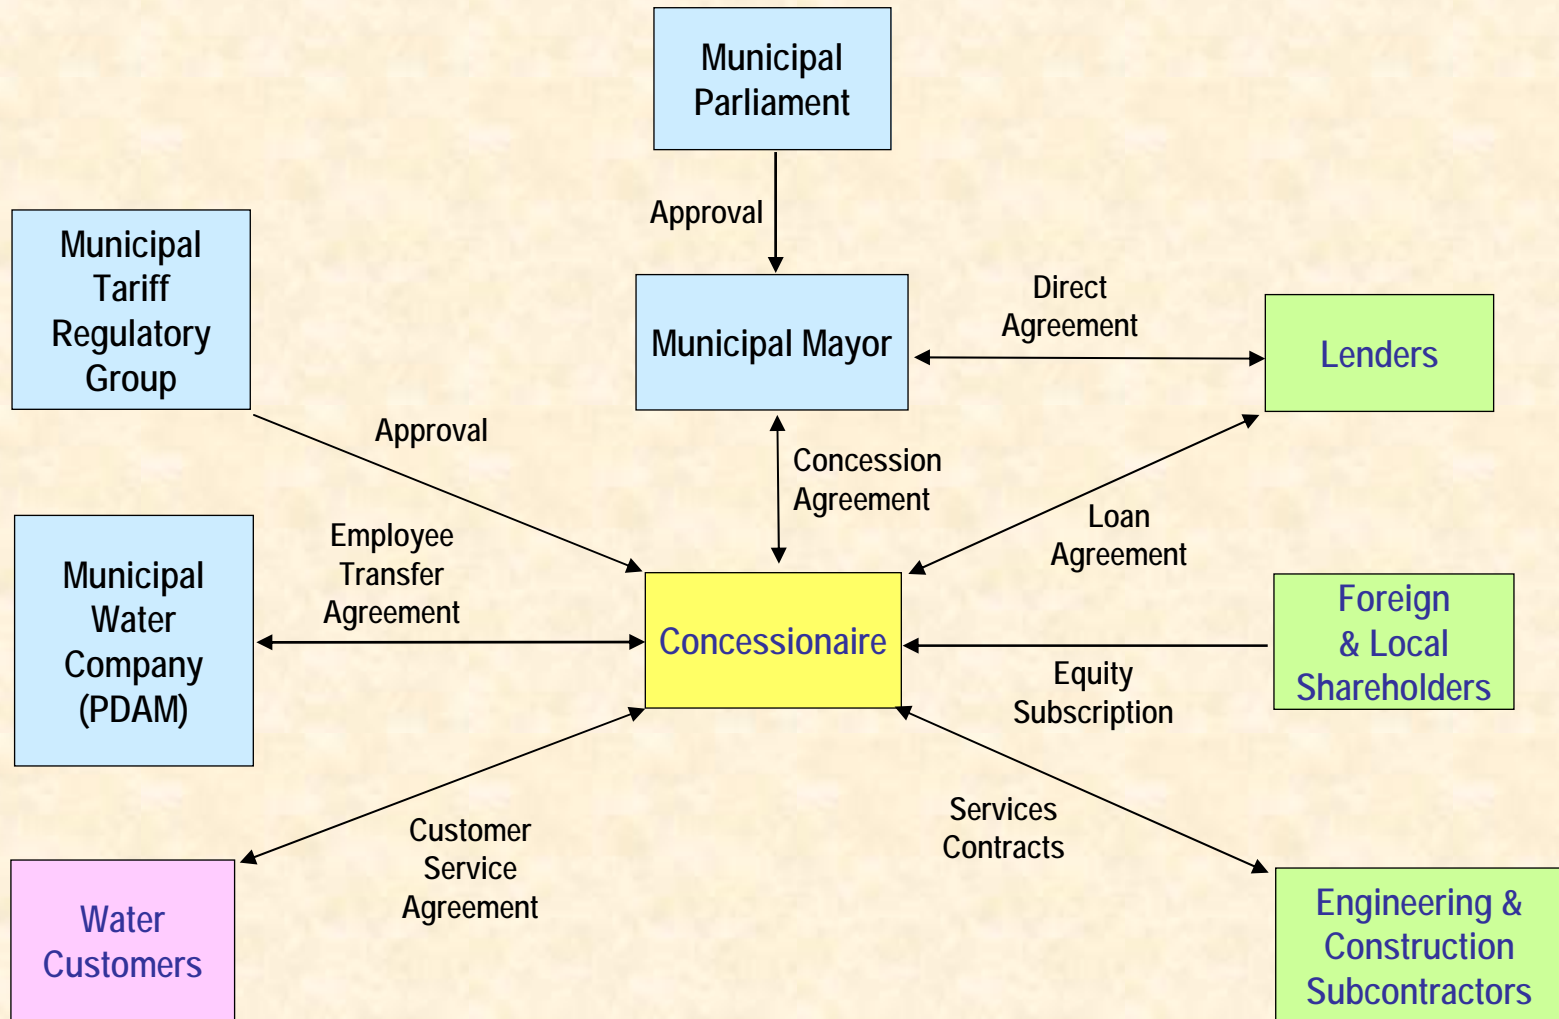 Municipal
Parliament
Approval
Municipal
Tariff
Regulatory
Group
Municipal Mayor
Direct
Agreement
Lenders
Approval
Concession
Agreement
Loan
Agreement
Municipal
Water
Company
(PDAM)
Employee
Transfer
Agreement
Concessionaire
Foreign
& Local
Shareholders
Equity
Subscription
Customer
Service
Agreement
Services
Contracts
Water
Customers
Engineering &
Construction
Subcontractors